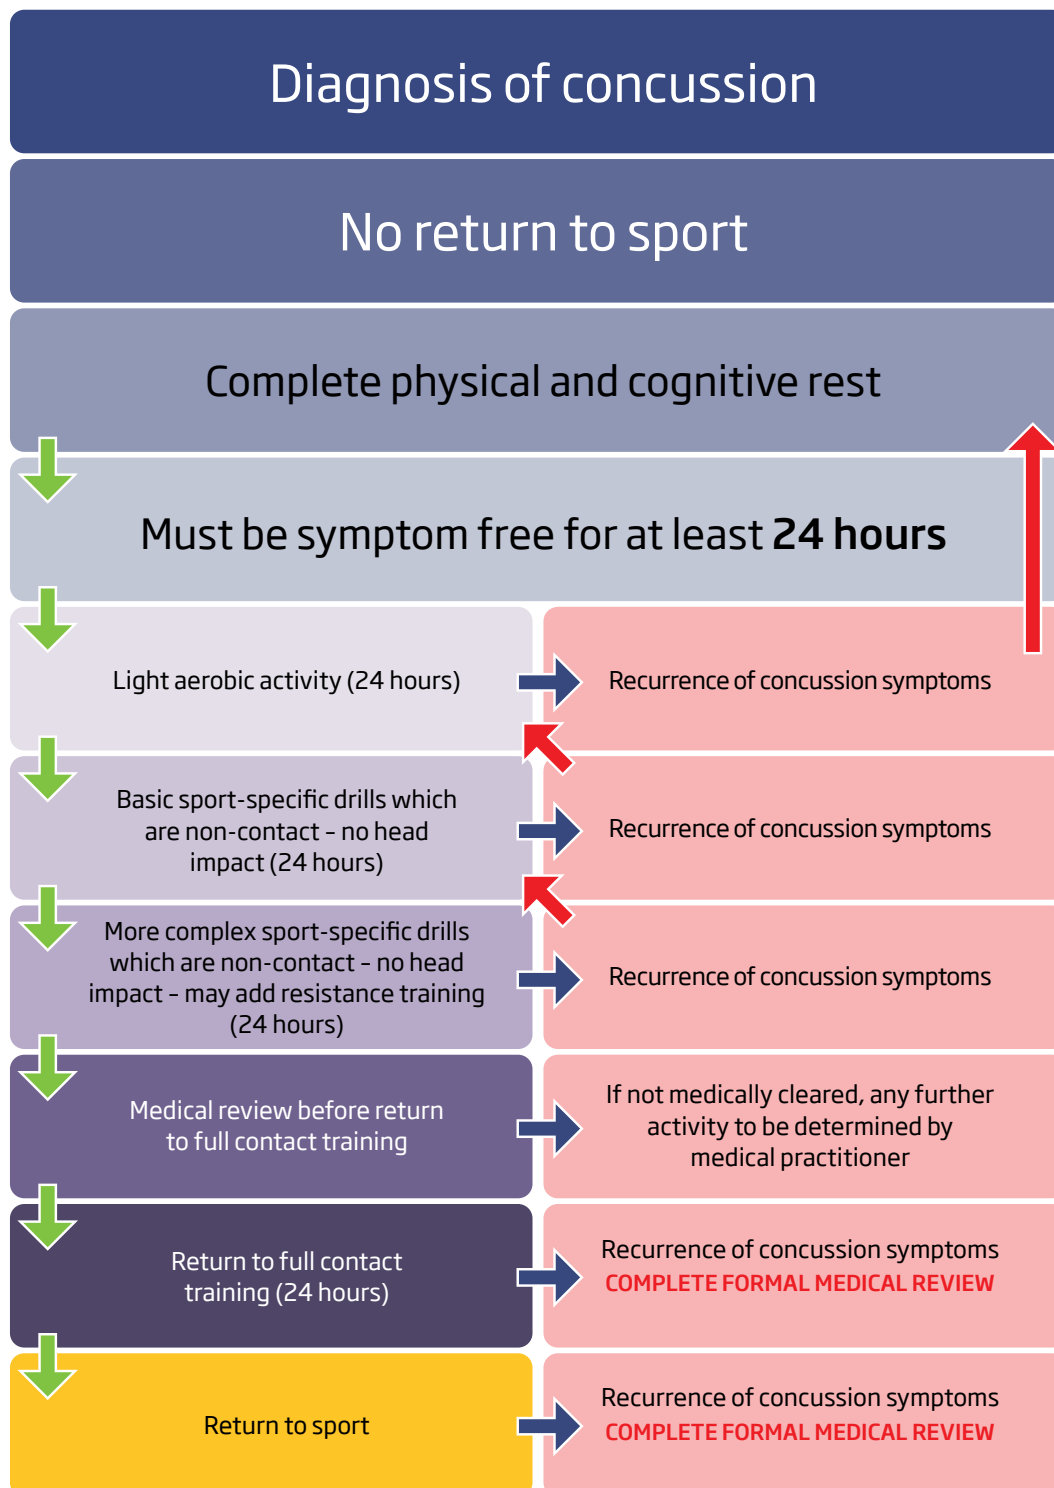 Diagnosis of concussion
No return to sport
Complete physical and cognitive rest
Must be symptom free for at least 24 hours
Light aerobic activity (24 hours)
Recurrence of concussion symptoms
Basic sport-specific drills which
are non-contact – no head
impact (24 hours)
Recurrence of concussion symptoms
More complex sport-specific drills
which are non-contact – no head
impact – may add resistance training
(24 hours)
Recurrence of concussion symptoms
Medical review before return
to full contact training
If not medically cleared, any further
activity to be determined by
medical practitioner
Return to full contact
training (24 hours)
Recurrence of concussion symptoms
COMPLETE FORMAL MEDICAL REVIEW
Return to sport
Recurrence of concussion symptoms
COMPLETE FORMAL MEDICAL REVIEW